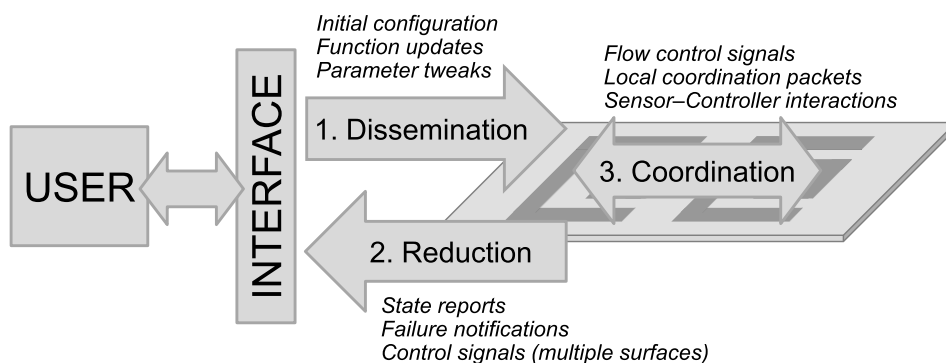 Initial configuration
Function updates
Parameter tweaks
Flow control signals
Local coordination packets
Sensor–Controller interactions
USER
INTERFACE
1. Dissemination
3. Coordination
2. Reduction
State reports
Failure notifications
Control signals (multiple surfaces)